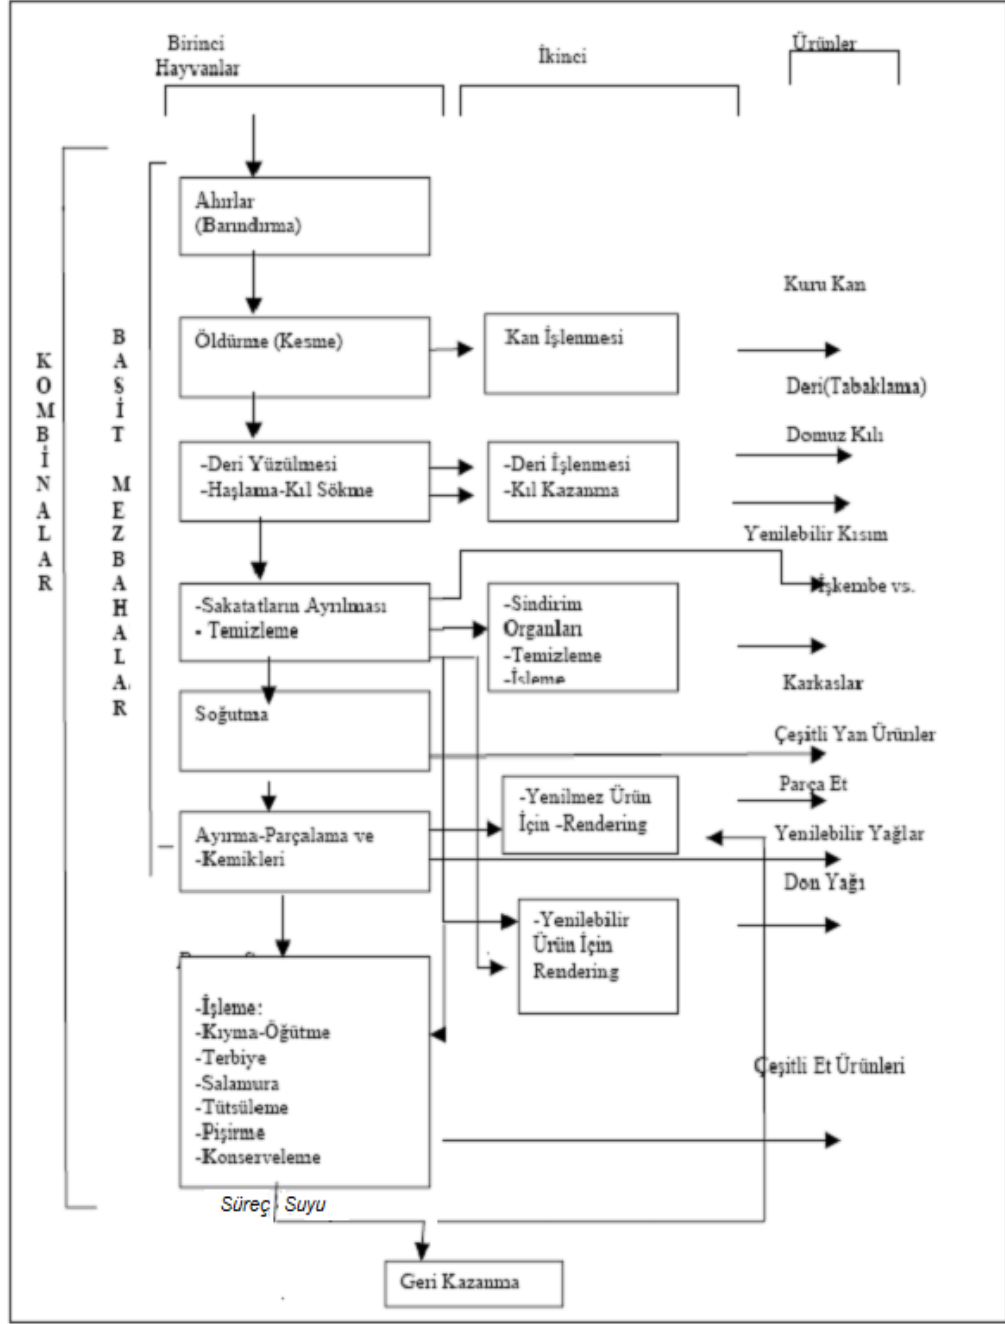 Birinci
Hayvanlar
İkinci
Ürünler
KOMBİNALAR
BASİT MEZBAHALAR
Ahırlar
(Barındırma)
Kuru Kan
Öldürme (Kesme)
Kan İşlenmesi
Deri(Tabaklama)
Domuz Kılı
-Deri Yüzülmesi
-Haşlama-Kıl Sökme
-Deri İşlenmesi
-Kıl Kazanma
Yenilebilir Kısım
İşkembe vs.
-Sakatatların Ayrılması
- Temizleme
-Sindirim
Organları
-Temizleme
-İşleme
Karkaslar
Soğutma
Çeşitli Yan Ürünler
Parça Et
-Yenilmez Ürün
İçin -Rendering
Yenilebilir Yağlar
Ayırma-Parçalama ve
-Kemikleri
Don Yağı
-Yenilebilir
Ürün İçin
Rendering
-İşleme:
-Kıyma-Öğütme
-Terbiye
-Salamura
-Tütsüleme
-Pişirme
-Konserveleme
Çeşitli Et Ürünleri
Süreç Suyu
Geri Kazanma